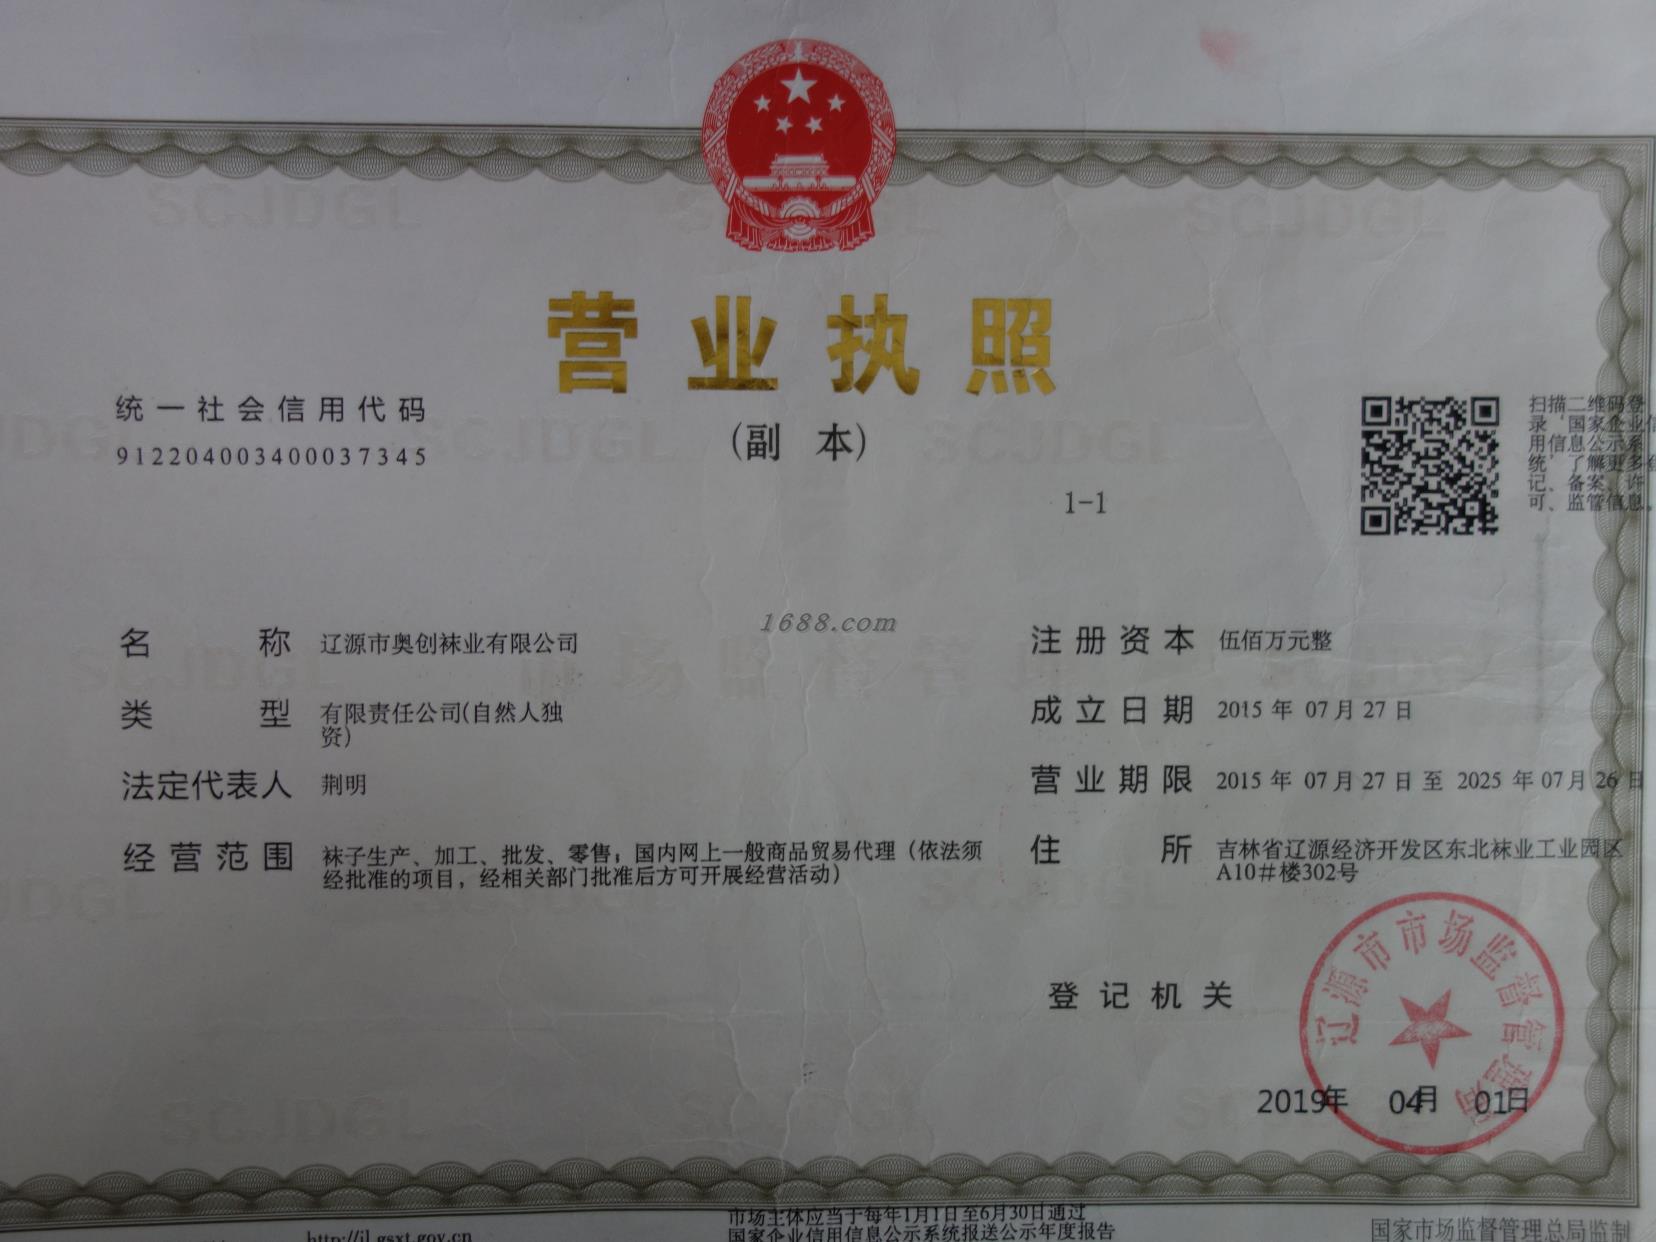 营业执照
(副 本)
1-1
统一社会信用代码
912204003400037345
扫描二维码登
录‘国家企业信
用信息公示系
统’了解更多登
记、备案、许
可、监管信息。
1688.com
名 称 辽源市奥创袜业有限公司
类 型 有限责任公司(自然人独
资)
法定代表人 荆明
经营范围 袜子生产、加工、批发、零售；国内网上一般商品贸易代理（依法须
经批准的项目，经相关部门批准后方可开展经营活动）
注册资本 伍佰万元整
成立日期 2015 年 07月 27日
营业期限 2015 年 07月 27日 至 2025 年 07月 26日
住 所 吉林省辽源经济开发区东北袜业工业园区
A10＃楼302号
登记机关
辽源市市场监督管理局
2019年 04月 01日
http://jl.gsxt.gov.cn
市场主体应当于每年1月1日至6月30日通过
国家企业信用信息公示系统报送公示年度报告
国家市场监督管理总局监制
SCJDGL